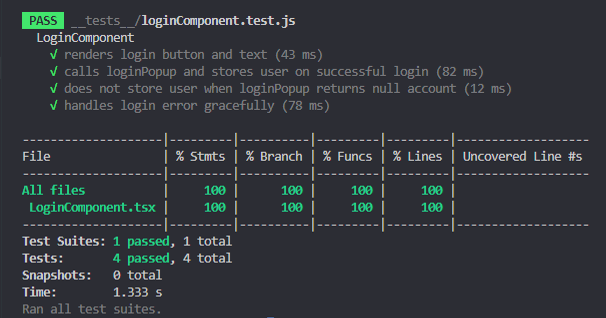 PASS __tests__/loginComponent.test.js
LoginComponent
√ renders login button and text (43 ms)
√ calls loginPopup and stores user on successful login (82 ms)
√ does not store user when loginPopup returns null account (12 ms)
√ handles login error gracefully (78 ms)
-------------------|---------|----------|---------|---------|-------------------
File | % Stmts | % Branch | % Funcs | % Lines | Uncovered Line #s
-------------------|---------|----------|---------|---------|-------------------
All files | 100 | 100 | 100 | 100 |
LoginComponent.tsx | 100 | 100 | 100 | 100 |
-------------------|---------|----------|---------|---------|-------------------
Test Suites: 1 passed, 1 total
Tests: 4 passed, 4 total
Snapshots: 0 total
Time: 1.333 s
Ran all test suites.